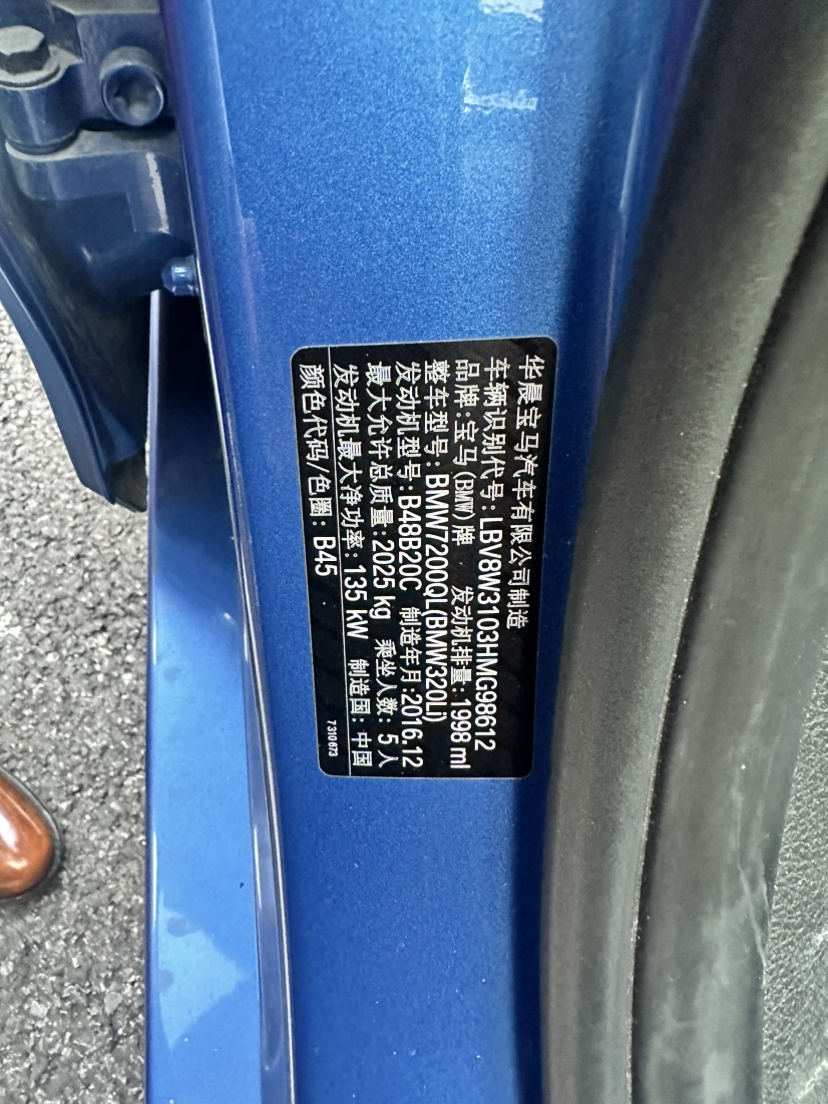 华晨宝马汽车有限公司制造
车辆识别代号:LBV8W3103HMG98612
品牌:宝马(BMW)牌 发动机排量:1998 ml
整车型号:BMW7200QL(BMW320Li)
发动机型号:B48B20C 制造年月:2016.12
最大允许总质量:2025 kg 乘坐人数:5人
发动机最大净功率:135 kW 制造国:中国
颜色代码/色圈:B45
7310673